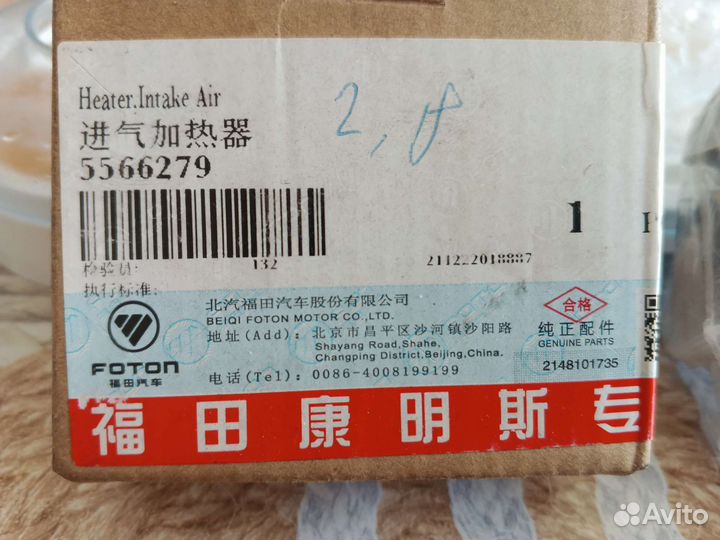 Heater.Intake Air
进气加热器
5566279
2,8
1
检验员:
132
执行标准:
北汽福田汽车股份有限公司
BEIQI FOTON MOTOR CO.,LTD
地址(Add): 北京市昌平区沙河镇沙阳路
Shayang Road,Shahe,
Changping District,Beijing,China.
电话(Tel): 0086-4008199199
FOTON
福田汽车
合格
纯正配件
GENUINE PARTS
2148101735
福田康明斯专
Avito